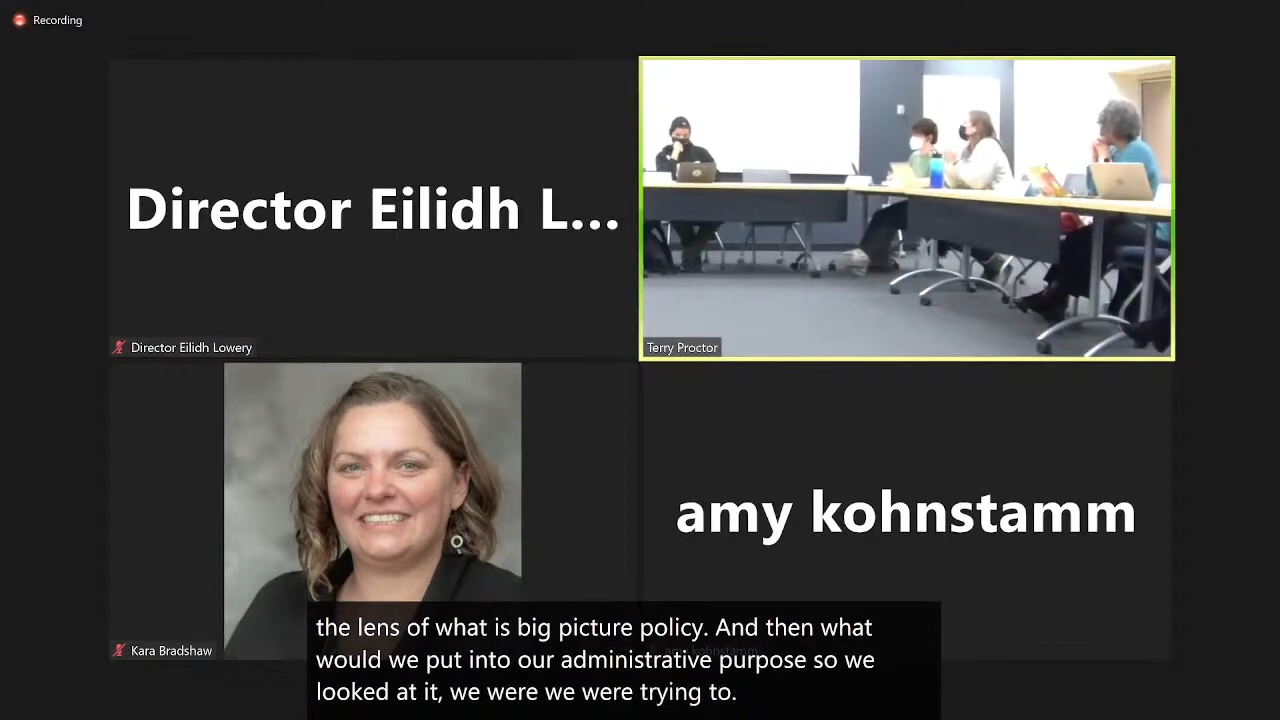 Recording
Director Eilidh L...
Director Eilidh Lowery
Terry Proctor
amy kohnstamm
Kara Bradshaw
amy kohnstamm
the lens of what is big picture policy. And then what
would we put into our administrative purpose so we
looked at it, we were we were trying to.